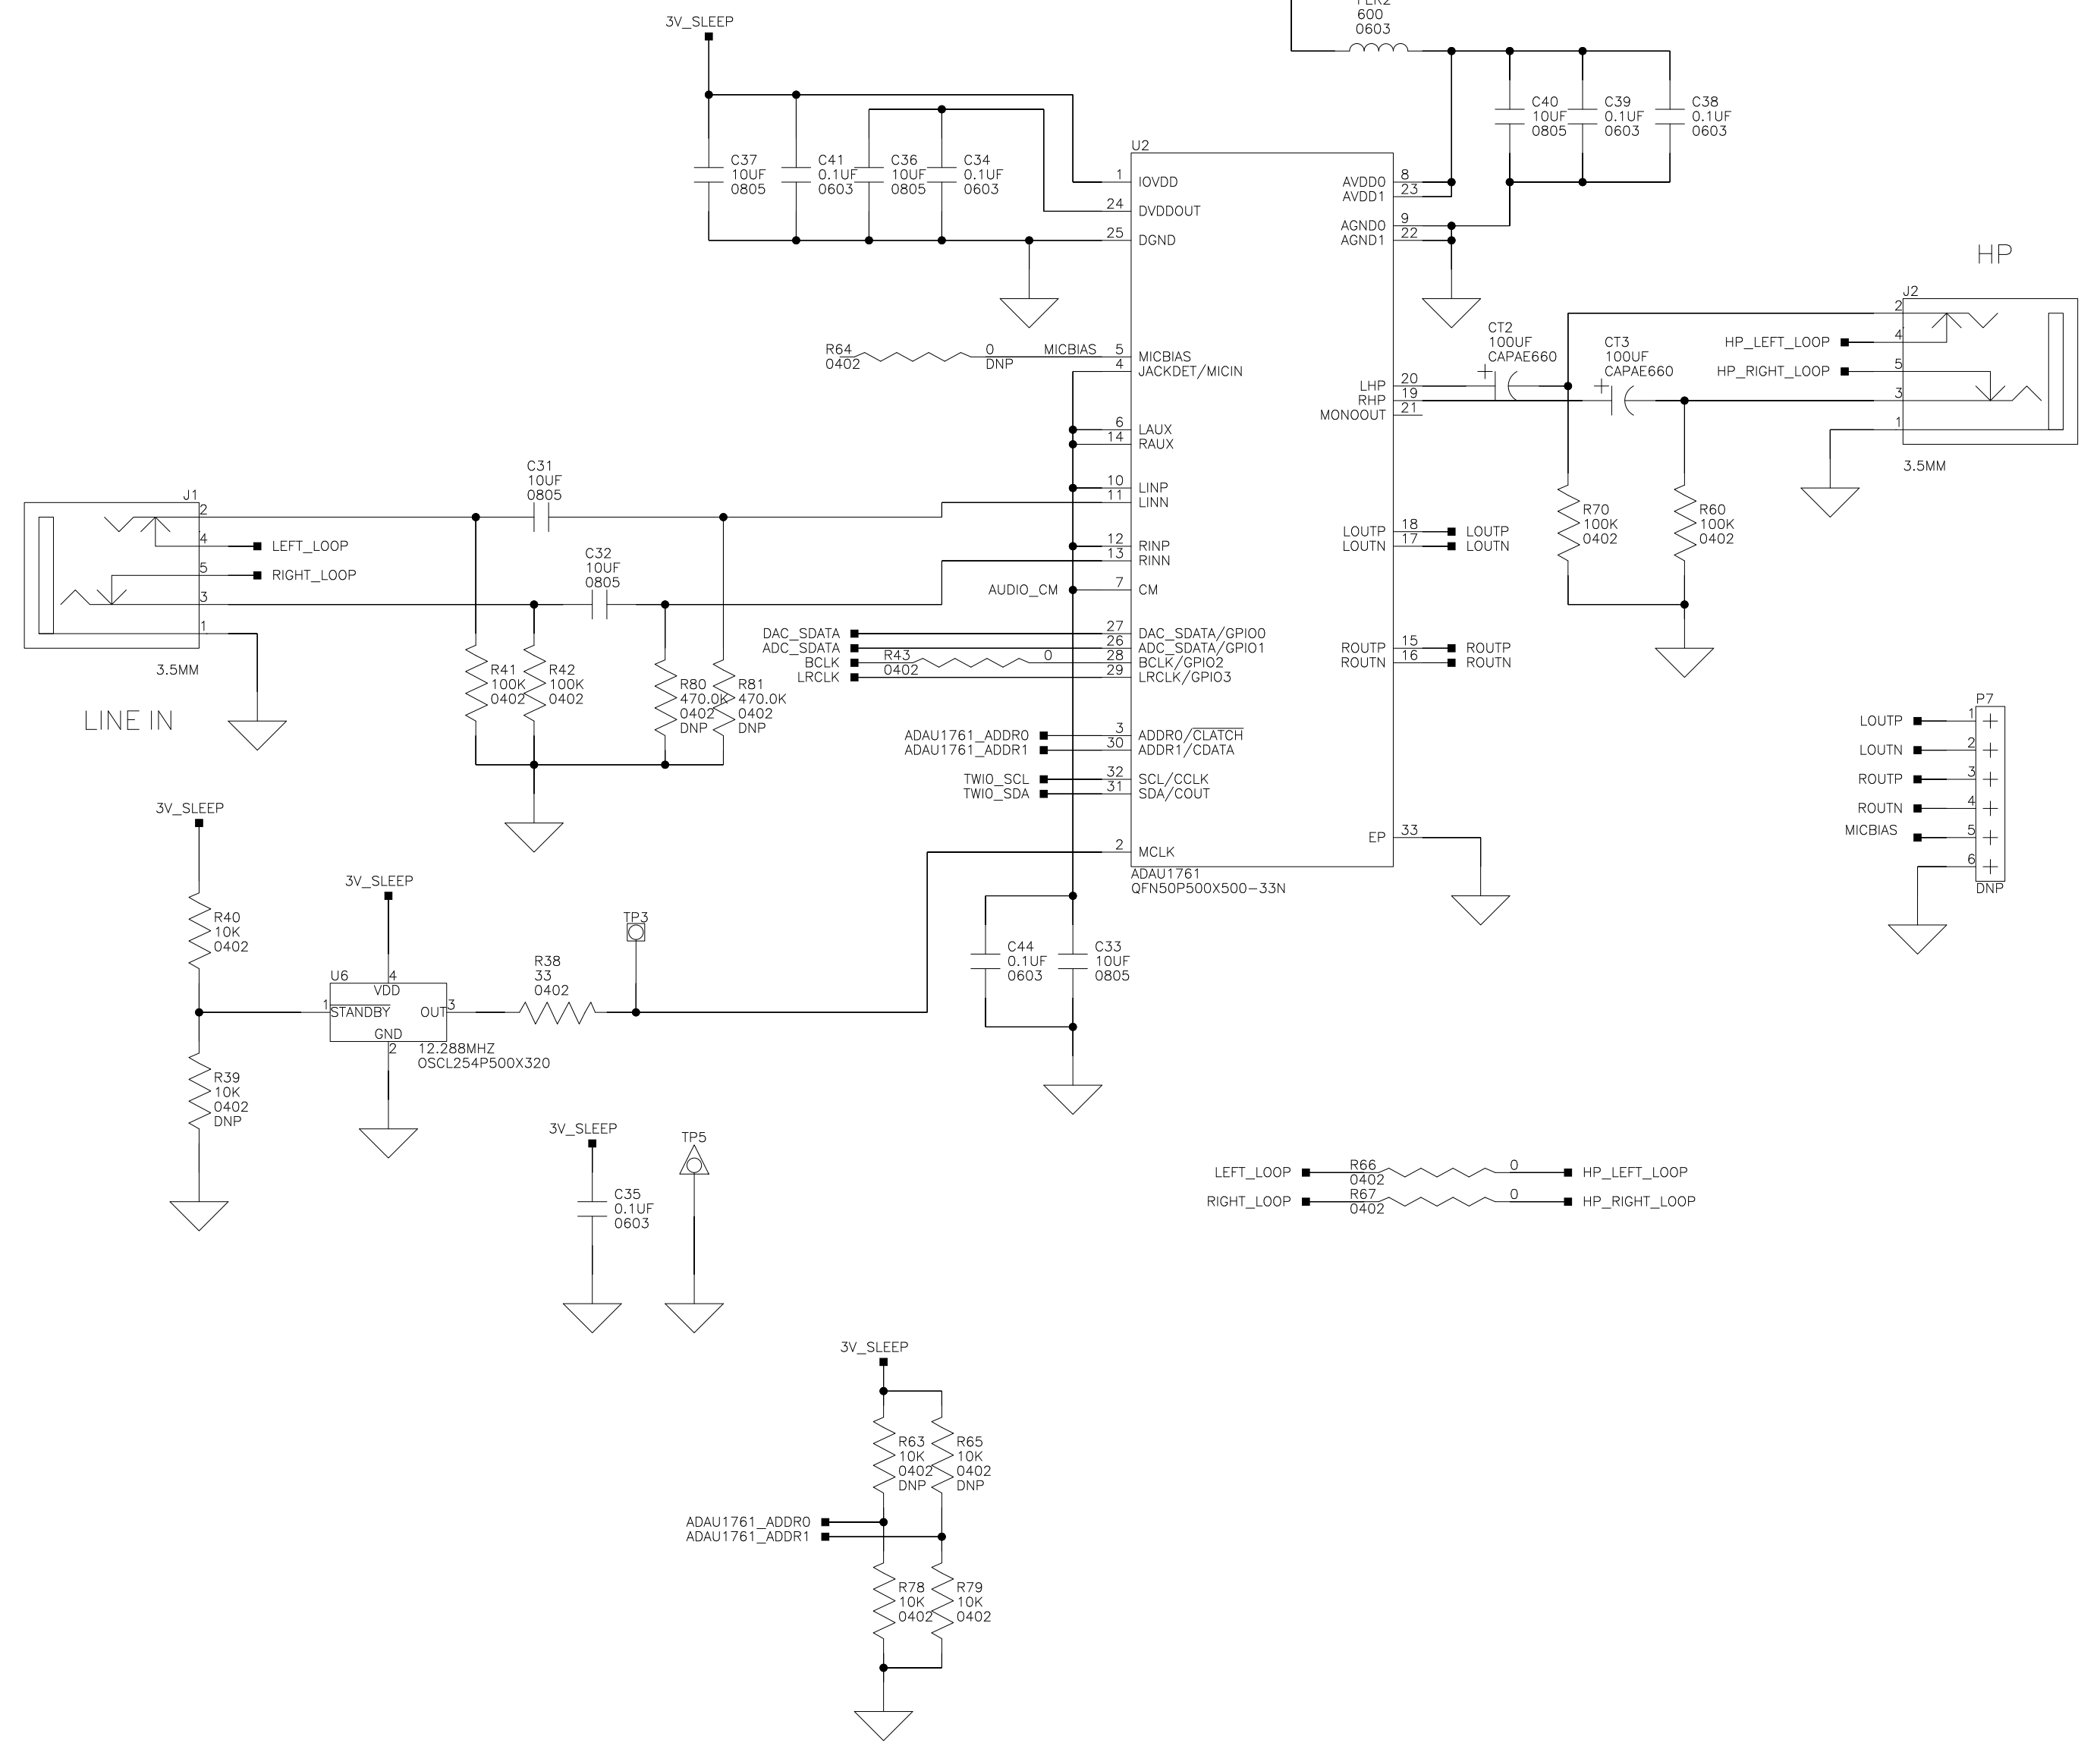 3V_SLEEP
600
0603
C37
10UF
0805
C41
0.1UF
0603
C36
10UF
0805
C34
0.1UF
0603
C40
10UF
0805
C39
0.1UF
0603
C38
0.1UF
0603
U2
1 IOVDD
24 DVDDOUT
25 DGND
AVDD0 8
AVDD1 23
AGND0 9
AGND1 22
HP
R64
0402
0
DNP
MICBIAS
5 MICBIAS
4 JACKDET/MICIN
6 LAUX
14 RAUX
10 LINP
11 LINN
12 RINP
13 RINN
AUDIO_CM
7 CM
LHP 20
RHP 19
MONOOUT 21
CT2
100UF
CAPAE660
CT3
100UF
CAPAE660
J2
2
HP_LEFT_LOOP 4
HP_RIGHT_LOOP 5
3
1
3.5MM
C31
10UF
0805
J1
2
4 LEFT_LOOP
5 RIGHT_LOOP
3
1
3.5MM
LINE IN
C32
10UF
0805
R70
100K
0402
R60
100K
0402
LOUTP 18 LOUTP
LOUTN 17 LOUTN
ROUTP 15 ROUTP
ROUTN 16 ROUTN
R41
100K
0402
R42
100K
0402
R80
470.0K
0402
DNP
R81
470.0K
0402
DNP
DAC_SDATA 27 DAC_SDATA/GPIO0
ADC_SDATA 26 ADC_SDATA/GPIO1
BCLK R43 0 28 BCLK/GPIO2
0402
LRCLK 29 LRCLK/GPIO3
ADAU1761_ADDR0 3 ADDR0/CLATCH
ADAU1761_ADDR1 30 ADDR1/CDATA
TWI0_SCL 32 SCL/CCLK
TWI0_SDA 31 SDA/COUT
2 MCLK
EP 33
ADAU1761
QFN50P500X500-33N
P7
LOUTP 1
LOUTN 2
ROUTP 3
ROUTN 4
MICBIAS 5
6
DNP
3V_SLEEP
R40
10K
0402
R39
10K
0402
DNP
3V_SLEEP
U6
4
VDD
1 STANDBY
OUT 3
GND
2
12.288MHZ
OSCL254P500X320
R38
33
0402
TP3
C44
0.1UF
0603
C33
10UF
0805
3V_SLEEP
C35
0.1UF
0603
TP5
LEFT_LOOP R66 0 HP_LEFT_LOOP
0402
RIGHT_LOOP R67 0 HP_RIGHT_LOOP
0402
3V_SLEEP
R63
10K
0402
DNP
R65
10K
0402
DNP
ADAU1761_ADDR0
ADAU1761_ADDR1
R78
10K
0402
R79
10K
0402